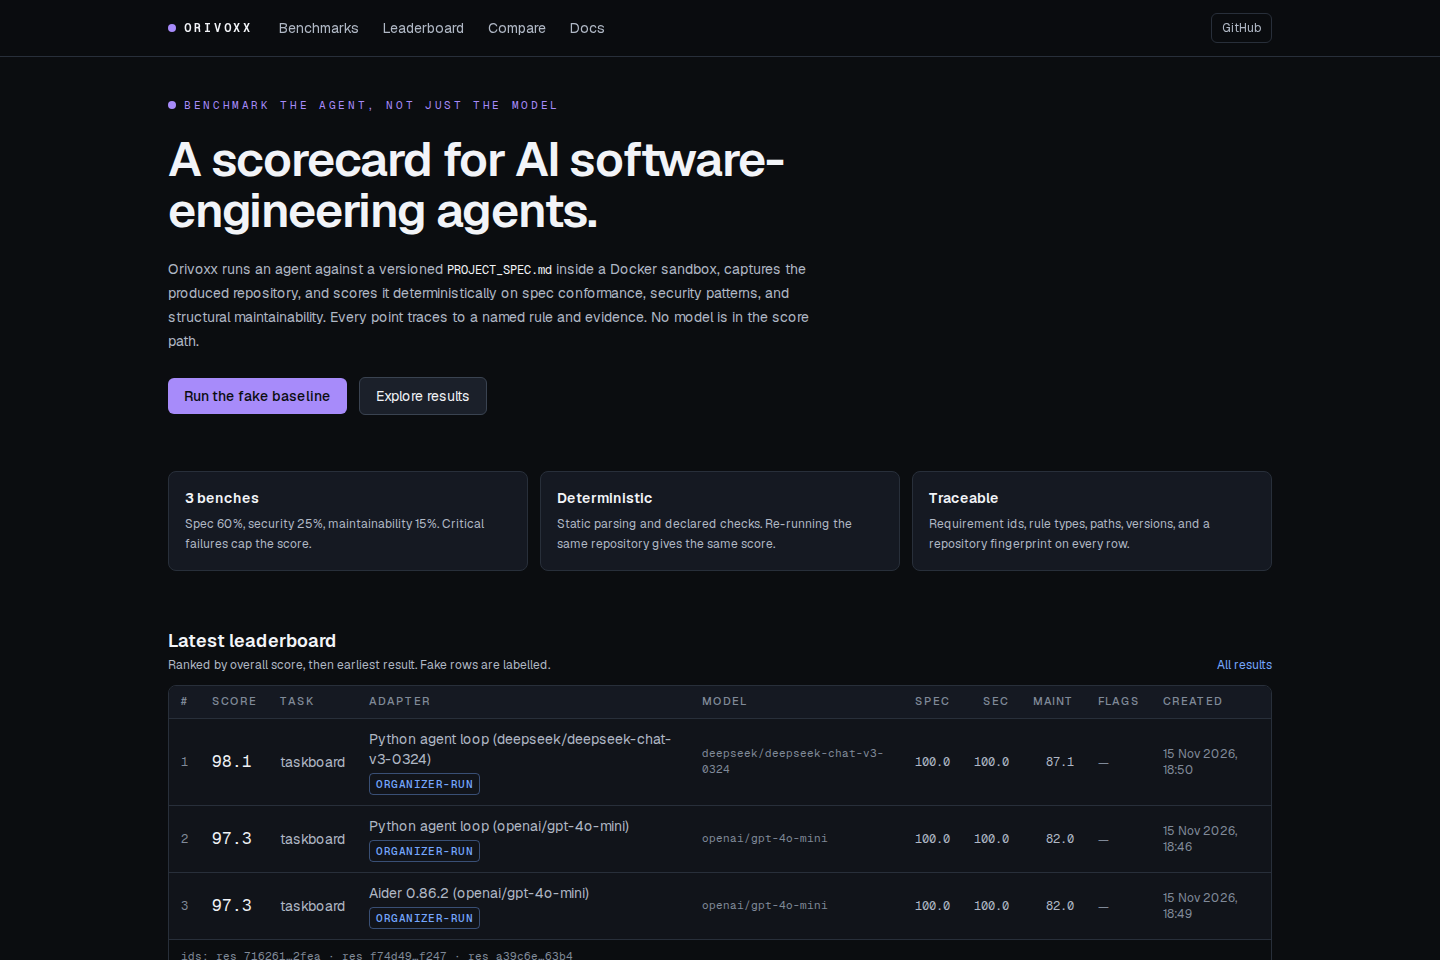 ORIVOXX Benchmarks Leaderboard Compare Docs GitHub
BENCHMARK THE AGENT, NOT JUST THE MODEL
A scorecard for AI software-
engineering agents.
Orivoxx runs an agent against a versioned PROJECT_SPEC.md inside a Docker sandbox, captures the
produced repository, and scores it deterministically on spec conformance, security patterns, and
structural maintainability. Every point traces to a named rule and evidence. No model is in the score
path.
Run the fake baseline Explore results
3 benches
Spec 60%, security 25%, maintainability 15%. Critical
failures cap the score.
Deterministic
Static parsing and declared checks. Re-running the
same repository gives the same score.
Traceable
Requirement ids, rule types, paths, versions, and a
repository fingerprint on every row.
Latest leaderboard
Ranked by overall score, then earliest result. Fake rows are labelled. All results
# SCORE TASK ADAPTER MODEL SPEC SEC MAINT FLAGS CREATED
1 98.1 taskboard Python agent loop (deepseek/deepseek-chat-
v3-0324)
ORGANIZER-RUN
deepseek/deepseek-chat-v3-
0324
100.0 100.0 87.1 —
15 Nov 2026,
18:50
2 97.3 taskboard Python agent loop (openai/gpt-4o-mini)
ORGANIZER-RUN
openai/gpt-4o-mini 100.0 100.0 82.0 —
15 Nov 2026,
18:46
3 97.3 taskboard Aider 0.86.2 (openai/gpt-4o-mini)
ORGANIZER-RUN
openai/gpt-4o-mini 100.0 100.0 82.0 —
15 Nov 2026,
18:49
ids: res_716261…2fea · res_f74d49…f247 · res_a39c6e…63b4